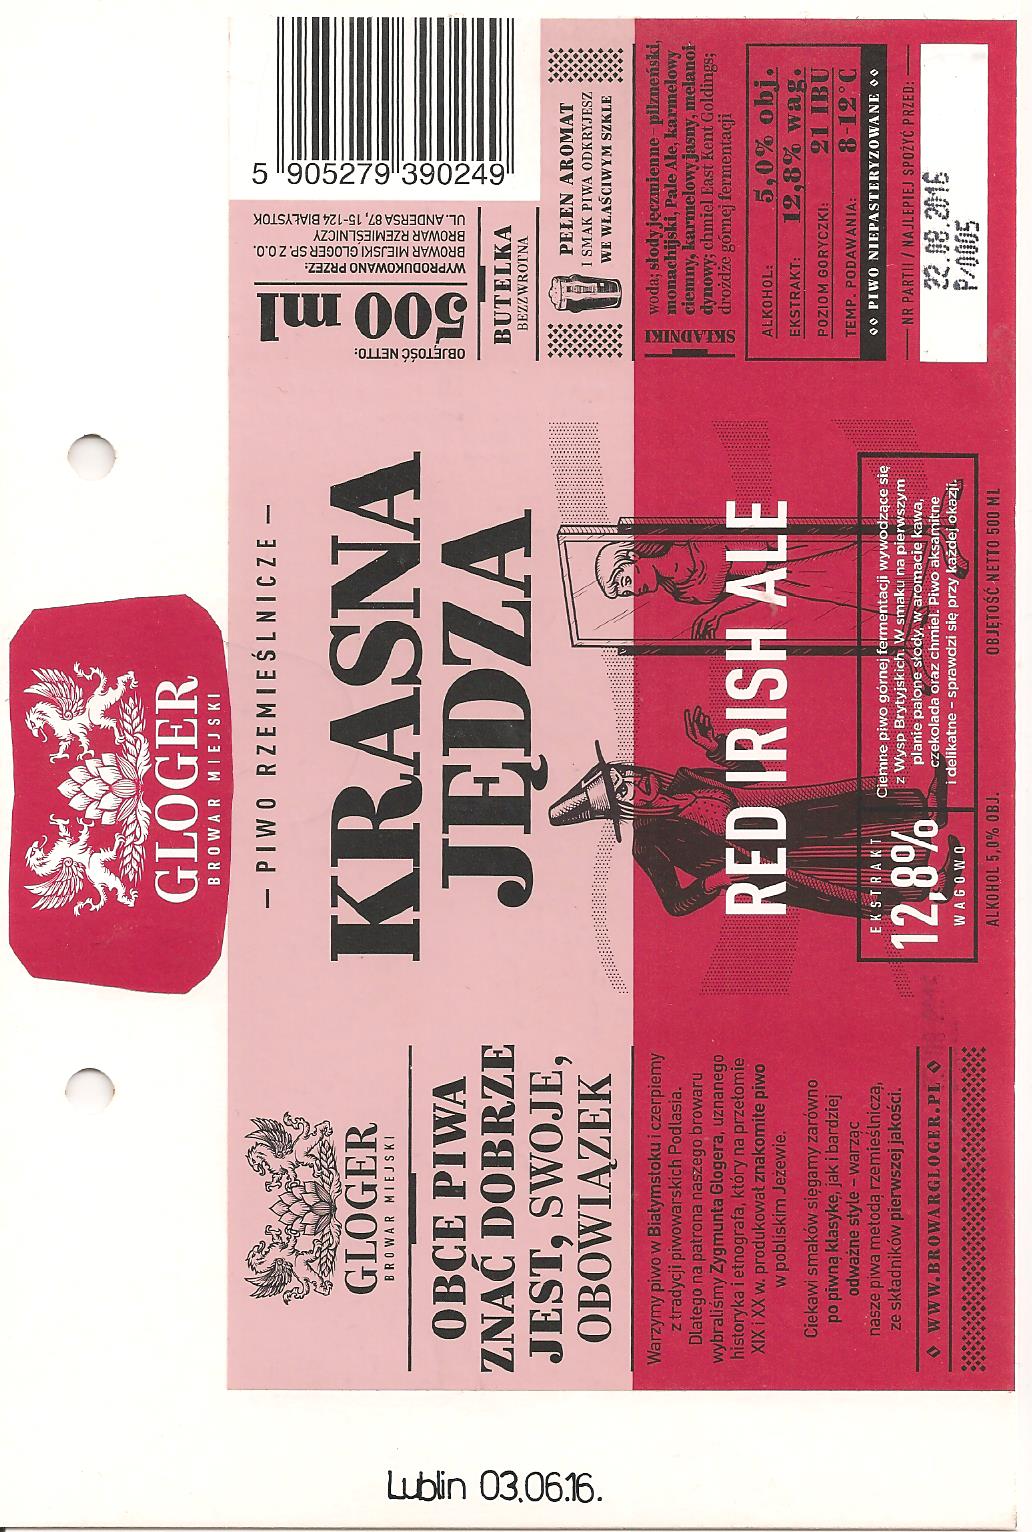 GLOGER
BROWAR MIEJSKI
GLOGER
BROWAR MIEJSKI
OBCE PIWA
ZNAĆ DOBRZE
JEST, SWOJE,
OBOWIĄZEK
Warzymy piwo w Białymstoku i czerpiemy
z tradycji piwowarskich Podlasia.
Dlatego na patrona naszego browaru
wybraliśmy Zygmunta Glogera, uznanego
historyka i etnografa, który na przełomie
XIX i XX w. produkował znakomite piwo
w pobliskim Jeżewie.
Ciekawi smaków sięgamy zarówno
po piwną klasykę, jak i bardziej
odważne style – warząc
nasze piwa metodą rzemieślniczą,
ze składników pierwszej jakości.
WWW.BROWARGLOGER.PL
— PIWO RZEMIEŚLNICZE —
KRASNA
JĘDZA
RED IRISH ALE
EKSTRAKT
12,8%
WAGOWO
Ciemne piwo górnej fermentacji wywodzące się
z Wysp Brytyjskich. W smaku na pierwszym
planie palone słody, w aromacie kawa,
czekolada oraz chmiel. Piwo aksamitne
i delikatne – sprawdzi się przy każdej okazji.
ALKOHOL 5,0% OBJ.
OBJĘTOŚĆ NETTO 500 ML
5 905279 390249
OBJĘTOŚĆ NETTO:
500 ml
WYPRODUKOWANO PRZEZ:
BROWAR MIEJSKI GLOGER SP. Z O.O.
BROWAR RZEMIEŚLNICZY
UL. ANDERSA 67, 15-124 BIAŁYSTOK
BUTELKA
BEZZWROTNA
PEŁEN AROMAT
I SMAK PIWA ODKRYJESZ
WE WŁAŚCIWYM SZKLE
SKŁADNIKI
woda; słody jęczmienne – pilzneński,
monachijski, Pale Ale, karmelowy
ciemny, karmelowy jasny, melanoi-
dynowy; chmiel East Kent Goldings;
drożdże górnej fermentacji
ALKOHOL: 5,0% obj.
EKSTRAKT: 12,8% wag.
POZIOM GORYCZKI: 21 IBU
TEMP. PODAWANIA: 8-12°C
PIWO NIEPASTERYZOWANE
— NR PARTII / NAJLEPIEJ SPOŻYĆ PRZED: —
22.08.2016
P/0005
Lublin 03.06.16.